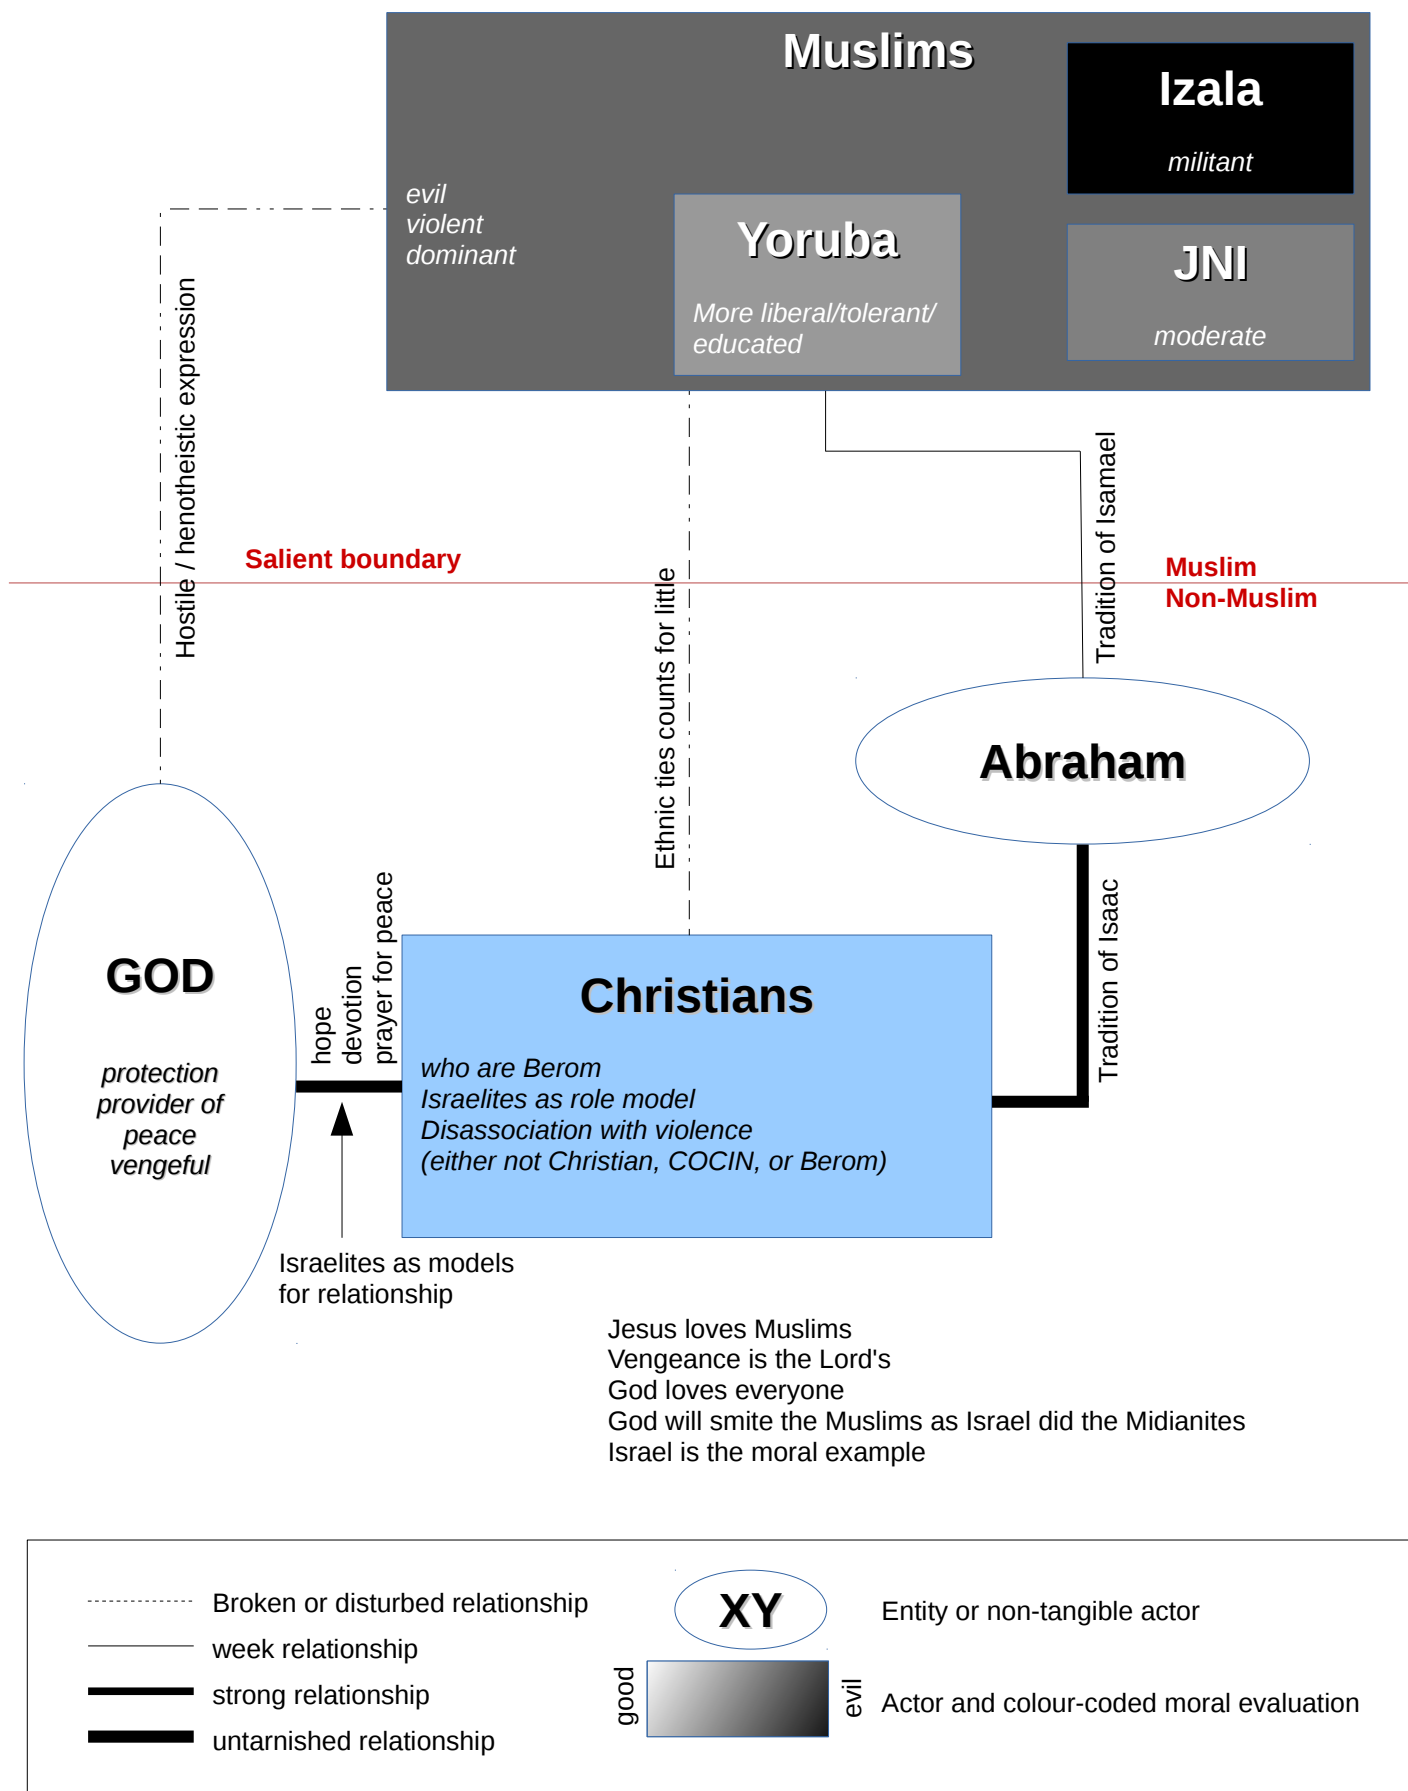 Muslims
Izala
militant
evil
violent
dominant
Yoruba
More liberal/tolerant/
educated
JNI
moderate
Hostile / henotheistic expression
Salient boundary
Ethnic ties counts for little
Tradition of Isamael
Muslim
Non-Muslim
Abraham
GOD
protection
provider of
peace
vengeful
hope
devotion
prayer for peace
Christians
who are Berom
Israelites as role model
Disassociation with violence
(either not Christian, COCIN, or Berom)
Tradition of Isaac
Israelites as models
for relationship
Jesus loves Muslims
Vengeance is the Lord's
God loves everyone
God will smite the Muslims as Israel did the Midianites
Israel is the moral example
Broken or disturbed relationship
week relationship
strong relationship
untarnished relationship
XY
Entity or non-tangible actor
good
evil
Actor and colour-coded moral evaluation